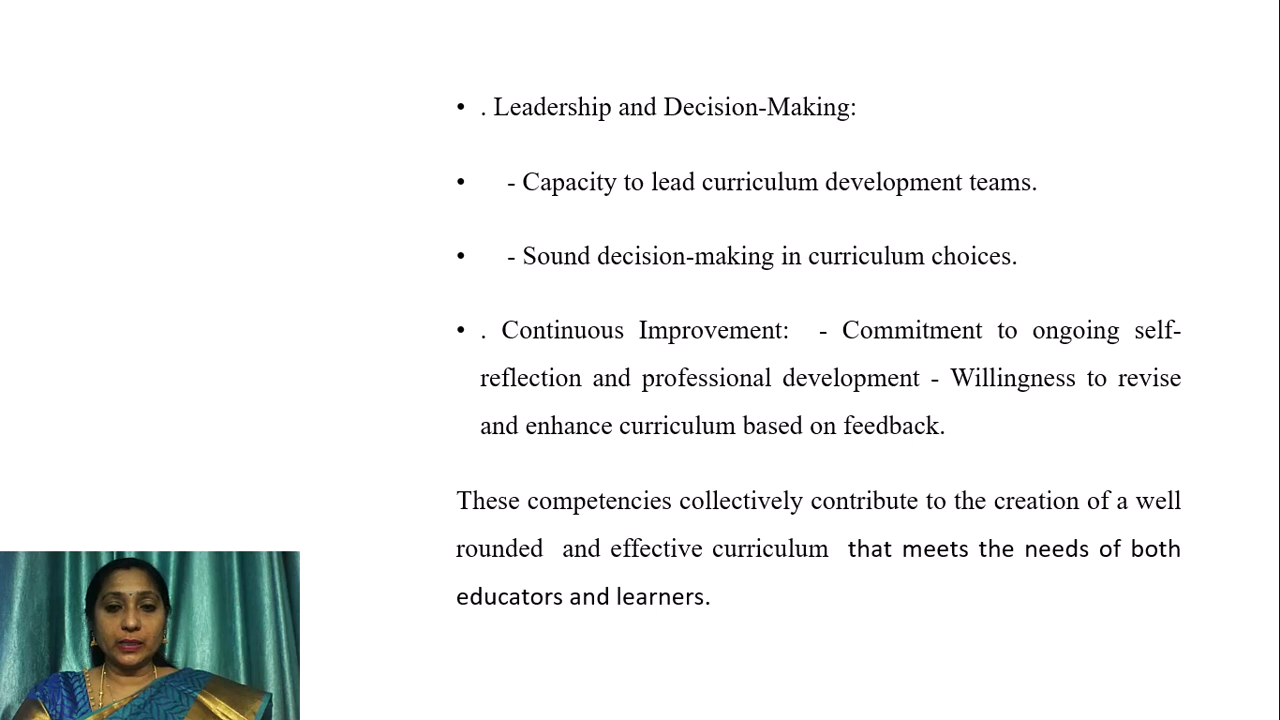 • . Leadership and Decision-Making:
• - Capacity to lead curriculum development teams.
• - Sound decision-making in curriculum choices.
• . Continuous Improvement: - Commitment to ongoing self-
reflection and professional development - Willingness to revise
and enhance curriculum based on feedback.
These competencies collectively contribute to the creation of a well
rounded and effective curriculum that meets the needs of both
educators and learners.